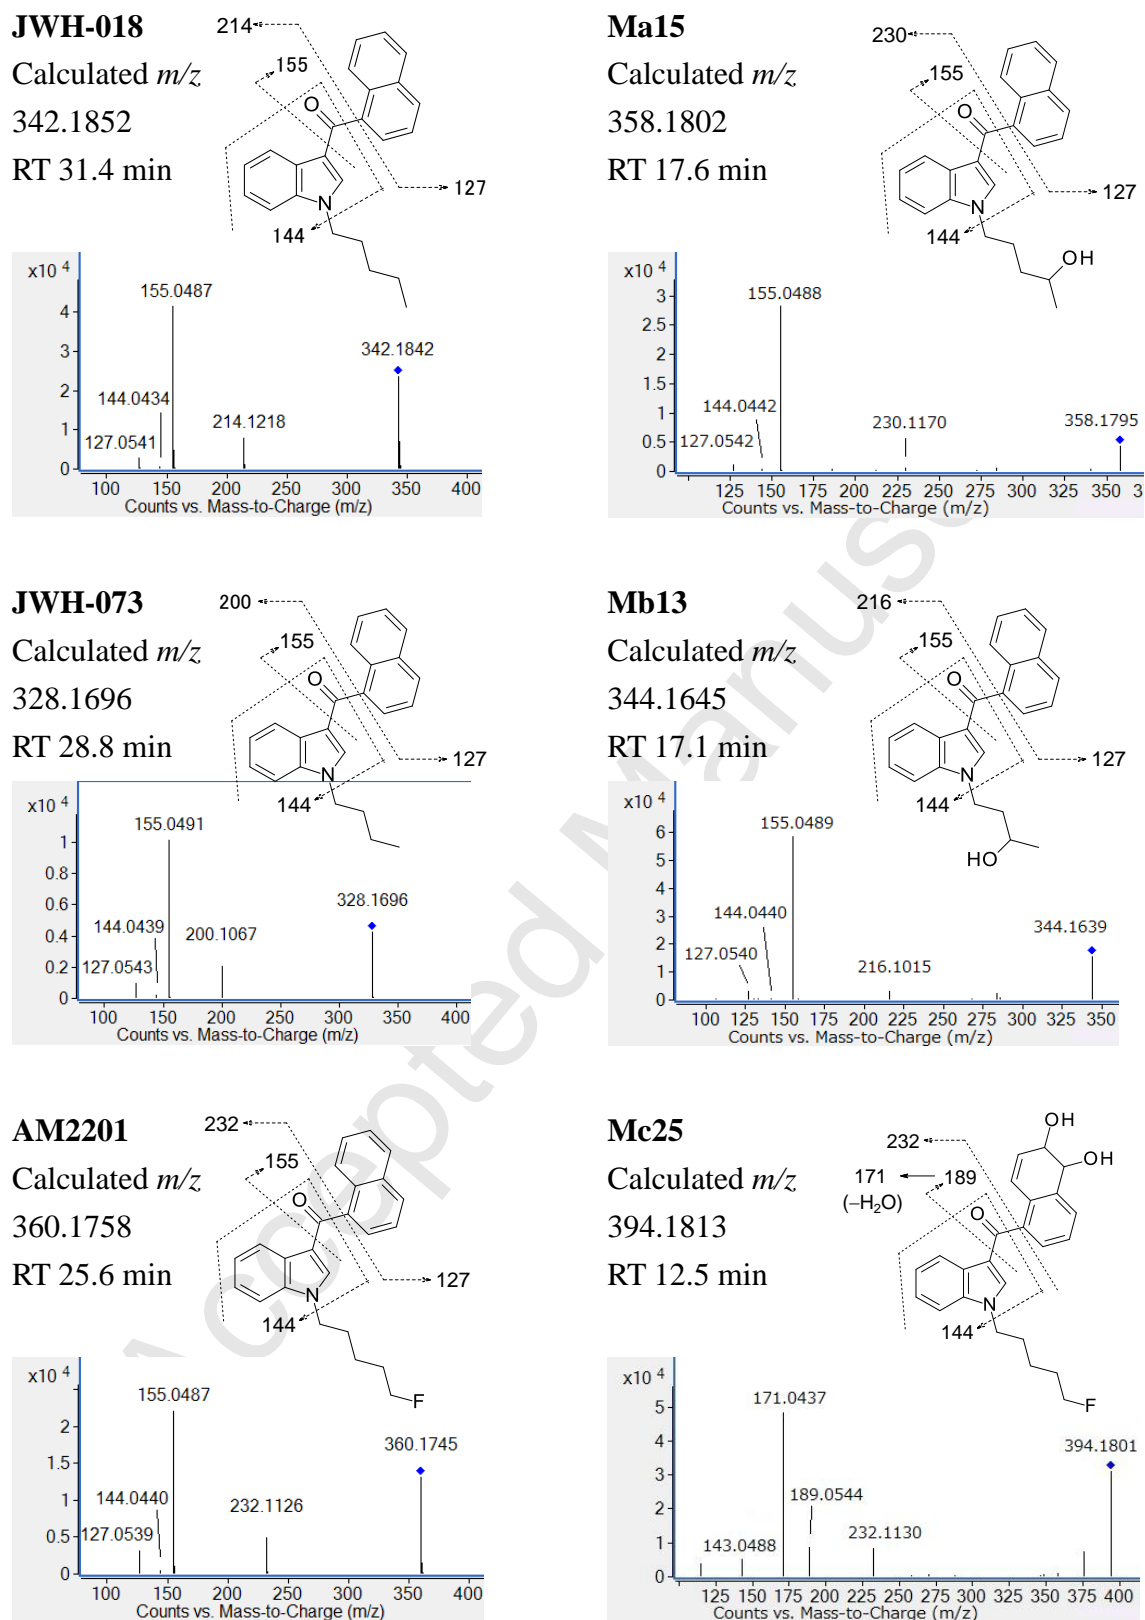 JWH-018
Calculated m/z
342.1852
RT 31.4 min
214
155
O
127
N
144
x10 4
4
3
2
1
0
155.0487
342.1842
144.0434
214.1218
127.0541
100 150 200 250 300 350 400
Counts vs. Mass-to-Charge (m/z)
Ma15
Calculated m/z
358.1802
RT 17.6 min
230
155
O
127
N
144
OH
x10 4
3
2.5
2
1.5
1
0.5
0
155.0488
144.0442
358.1795
230.1170
127.0542
125 150 175 200 225 250 275 300 325 350 3
Counts vs. Mass-to-Charge (m/z)
JWH-073
Calculated m/z
328.1696
RT 28.8 min
200
155
O
127
N
144
x10 4
1
0.8
0.6
0.4
0.2
0
155.0491
328.1696
144.0439
200.1067
127.0543
100 150 200 250 300 350 400
Counts vs. Mass-to-Charge (m/z)
Mb13
Calculated m/z
344.1645
RT 17.1 min
216
155
O
127
N
144
HO
x10 4
6
5
4
3
2
1
0
155.0489
144.0440
344.1639
127.0540
216.1015
100 125 150 175 200 225 250 275 300 325 350
Counts vs. Mass-to-Charge (m/z)
AM2201
Calculated m/z
360.1758
RT 25.6 min
232
155
O
127
N
144
F
x10 4
2
1.5
1
0.5
0
155.0487
360.1745
144.0440
232.1126
127.0539
100 150 200 250 300 350 400
Counts vs. Mass-to-Charge (m/z)
Mc25
Calculated m/z
394.1813
RT 12.5 min
OH
OH
232
171
189
(−H2O)
O
N
144
F
x10 4
5
4
3
2
1
0
171.0437
394.1801
189.0544
232.1130
143.0488
125 150 175 200 225 250 275 300 325 350 375 400
Counts vs. Mass-to-Charge (m/z)
Accepted Manus